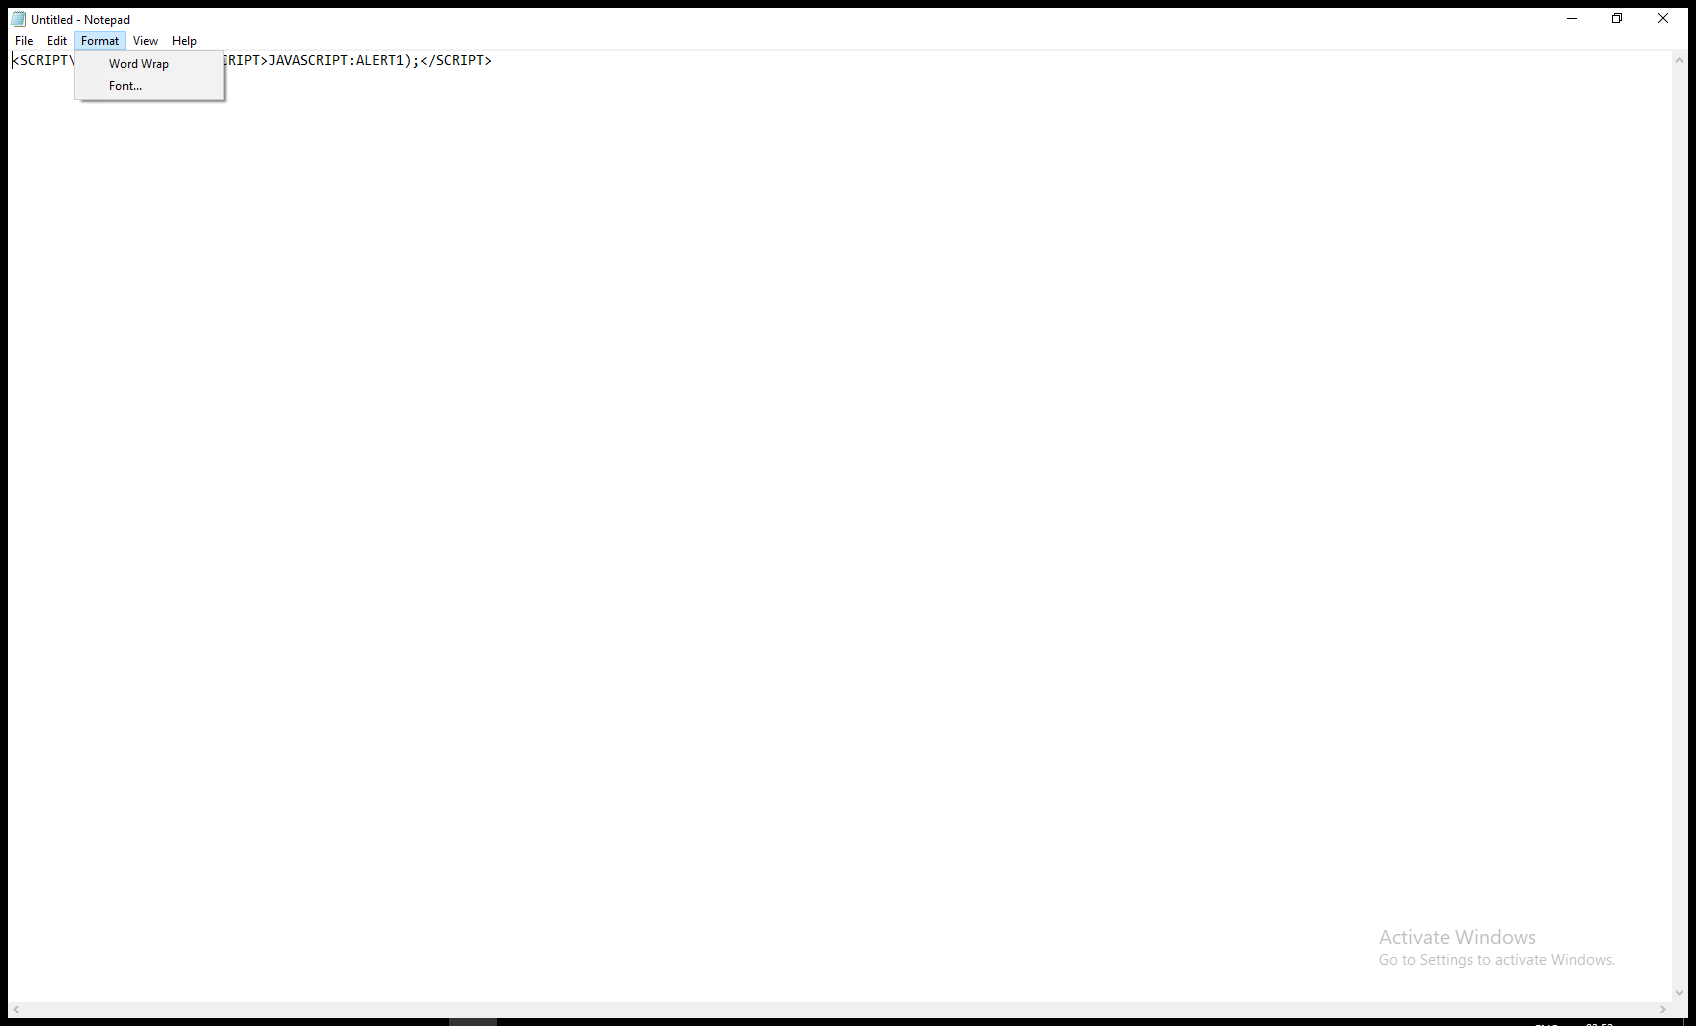 Untitled - Notepad
File Edit Format View Help
<SCRIPT\ RIPT>JAVASCRIPT:ALERT1);</SCRIPT>
Word Wrap
Font...
Activate Windows
Go to Settings to activate Windows.